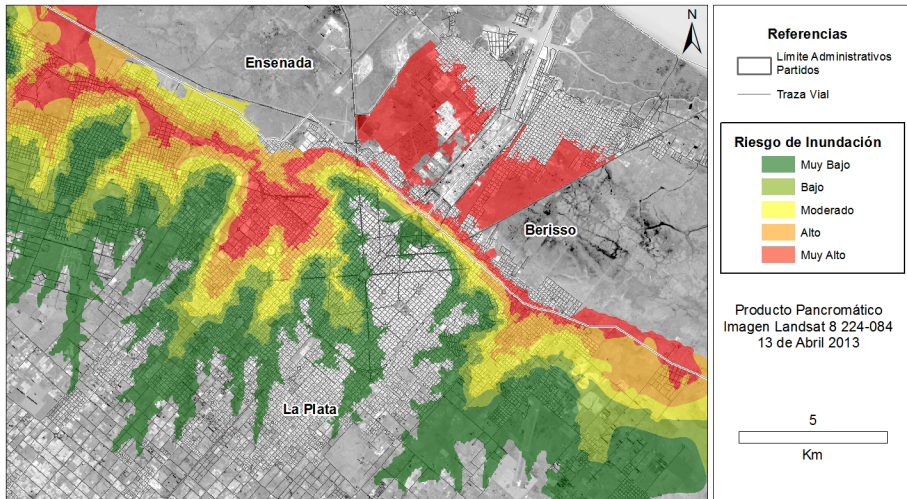 Ensenada
Berisso
La Plata
N
Referencias
Límite Administrativos
Partidos
Traza Vial
Riesgo de Inundación
Muy Bajo
Bajo
Moderado
Alto
Muy Alto
Producto Pancromático
Imagen Landsat 8 224-084
13 de Abril 2013
5
Km